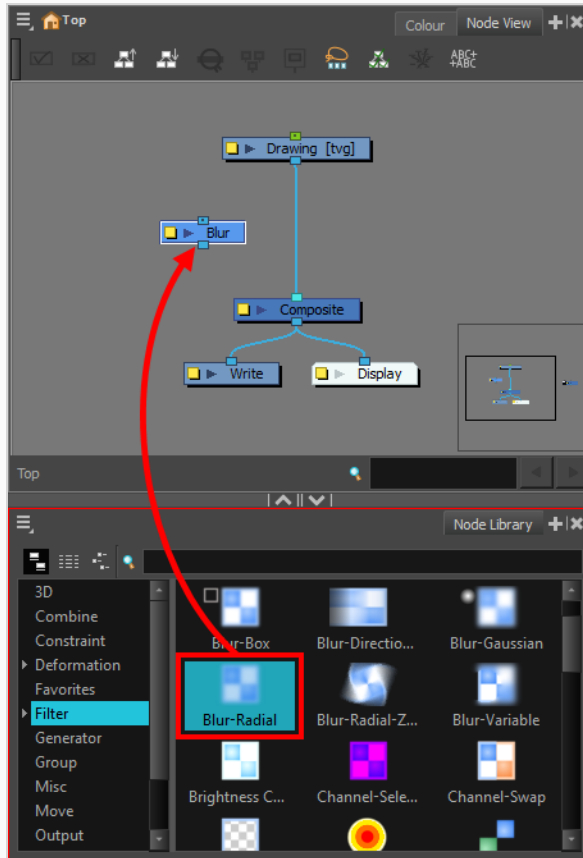 Top
Colour
Node View
ABC+
+ABC
Drawing [tvg]
Blur
Composite
Write
Display
Top
Node Library
3D
Combine
Constraint
Deformation
Favorites
Filter
Generator
Group
Misc
Move
Output
Blur-Box
Blur-Directio...
Blur-Gaussian
Blur-Radial
Blur-Radial-Z...
Blur-Variable
Brightness C...
Channel-Sele...
Channel-Swap